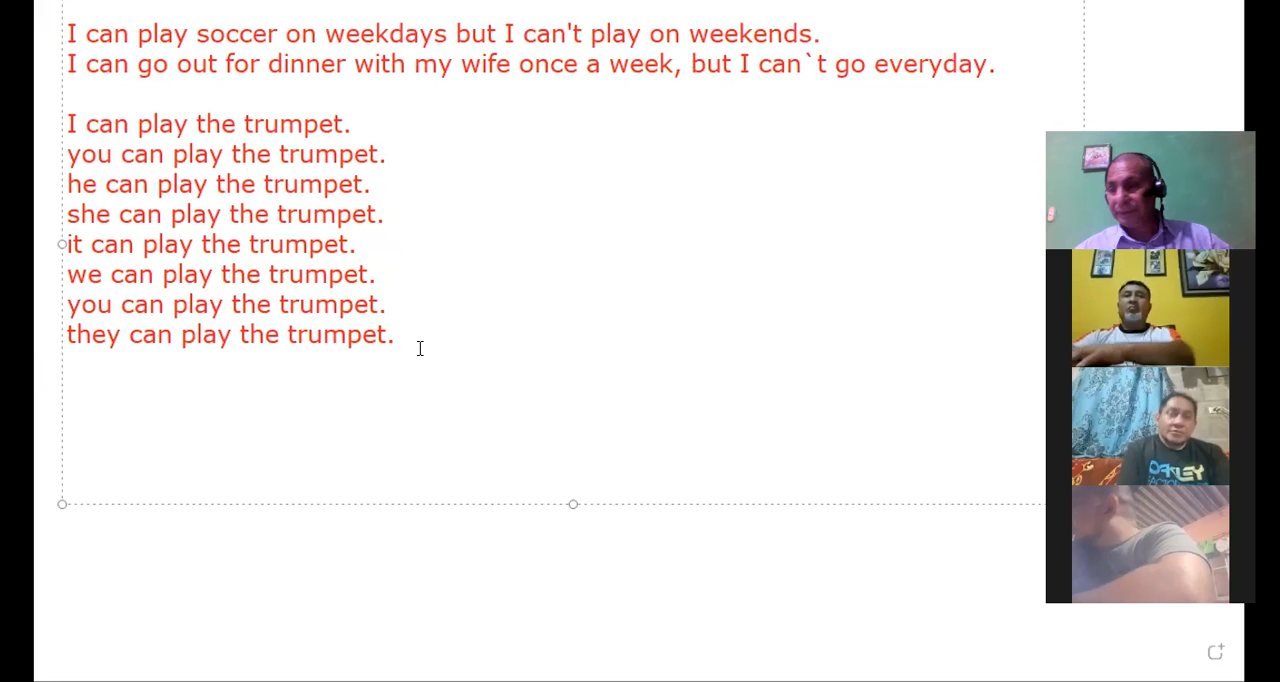 I can play soccer on weekdays but I can't play on weekends.
I can go out for dinner with my wife once a week, but I can`t go everyday.
I can play the trumpet.
you can play the trumpet.
he can play the trumpet.
she can play the trumpet.
it can play the trumpet.
we can play the trumpet.
you can play the trumpet.
they can play the trumpet.